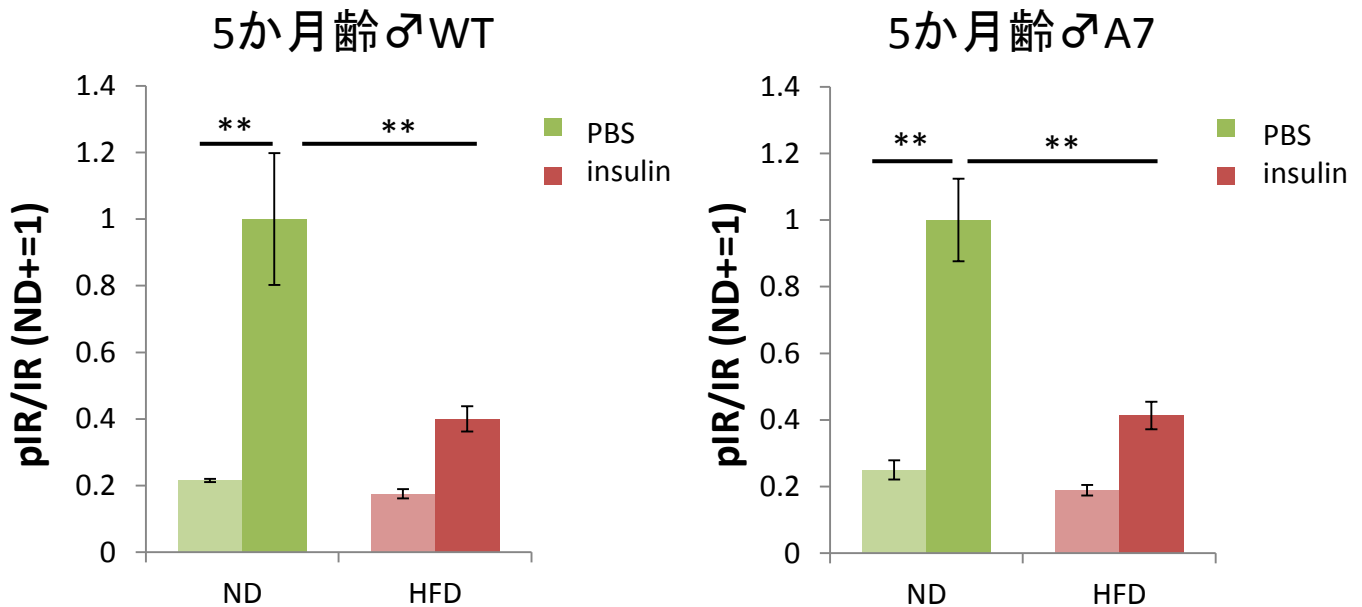 5か月齢♂WT
1.4
1.2
1
0.8
0.6
0.4
0.2
0
pIR/IR (ND+=1)
** **
PBS
insulin
ND HFD
5か月齢♂A7
1.4
1.2
1
0.8
0.6
0.4
0.2
0
pIR/IR (ND+=1)
** **
PBS
insulin
ND HFD